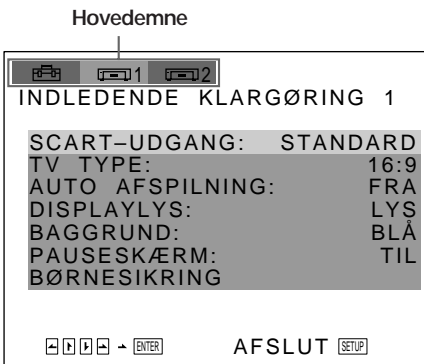 Hovedemne
1 2
INDLEDENDE KLARGØRING 1
SCART–UDGANG: STANDARD
TV TYPE: 16:9
AUTO AFSPILNING: FRA
DISPLAYLYS: LYS
BAGGRUND: BLÅ
PAUSESKÆRM: TIL
BØRNESIKRING
ENTER AFSLUT SETUP